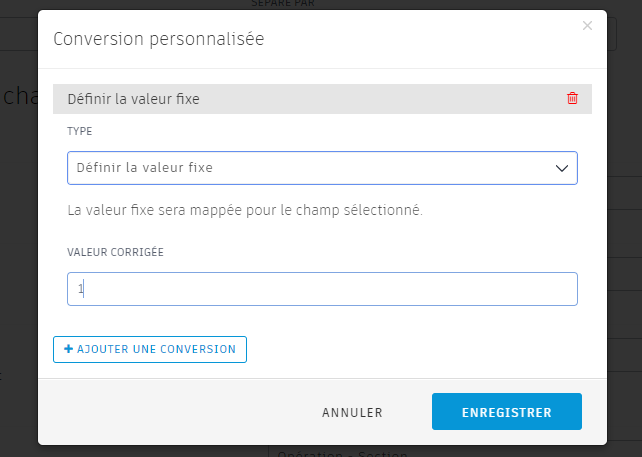 SÉPARÉ PAR
Conversion personnalisée
×
cha
Définir la valeur fixe
TYPE
Définir la valeur fixe
La valeur fixe sera mappée pour le champ sélectionné.
VALEUR CORRIGÉE
1
+ AJOUTER UNE CONVERSION
ANNULER
ENREGISTRER
Opération - Section